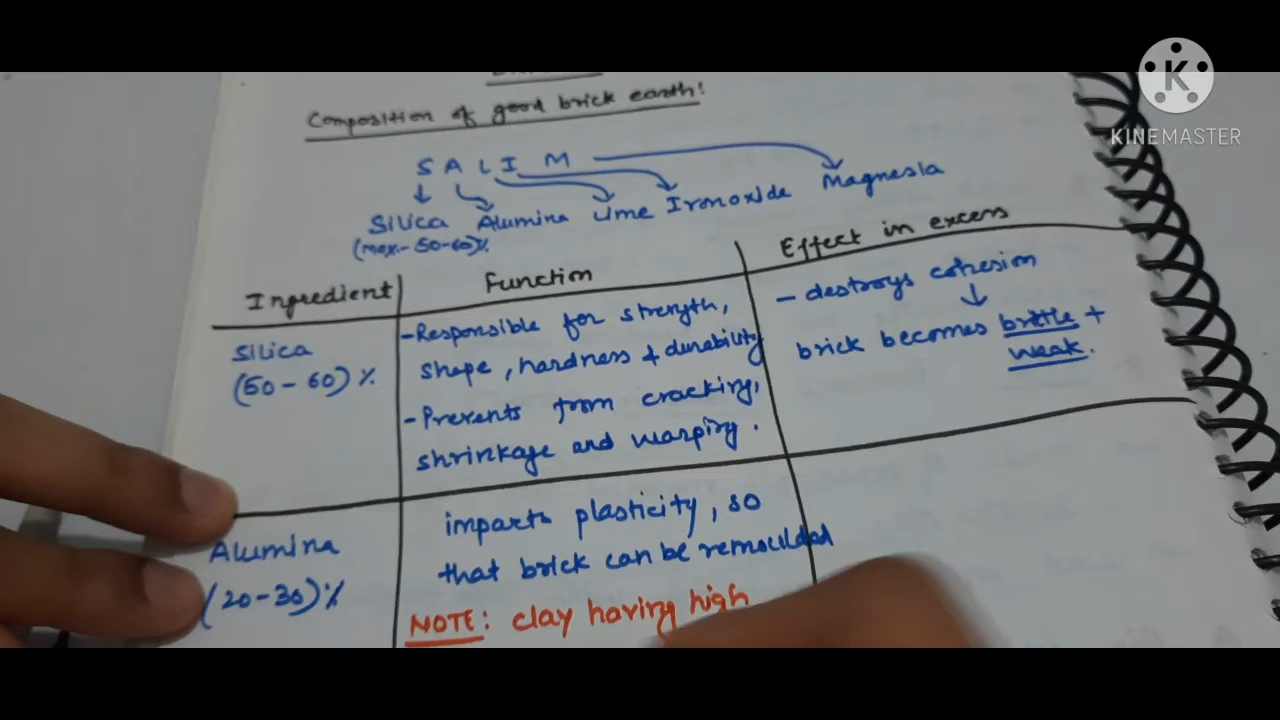 Composition of good brick earth:
S A L I M
Silica Alumina Lime Ironoxide Magnesia
(max - 50-60)%
Ingredient Function Effect in excess
Silica
(50-60)%
- Responsible for strength,
shape, hardness & durability
- Prevents from cracking,
shrinkage and warping.
- destroys cohesion
brick becomes brittle +
weak.
Alumina
(20-30)%
imparts plasticity, so
that brick can be remoulded
NOTE: clay having high
K
KINEMASTER